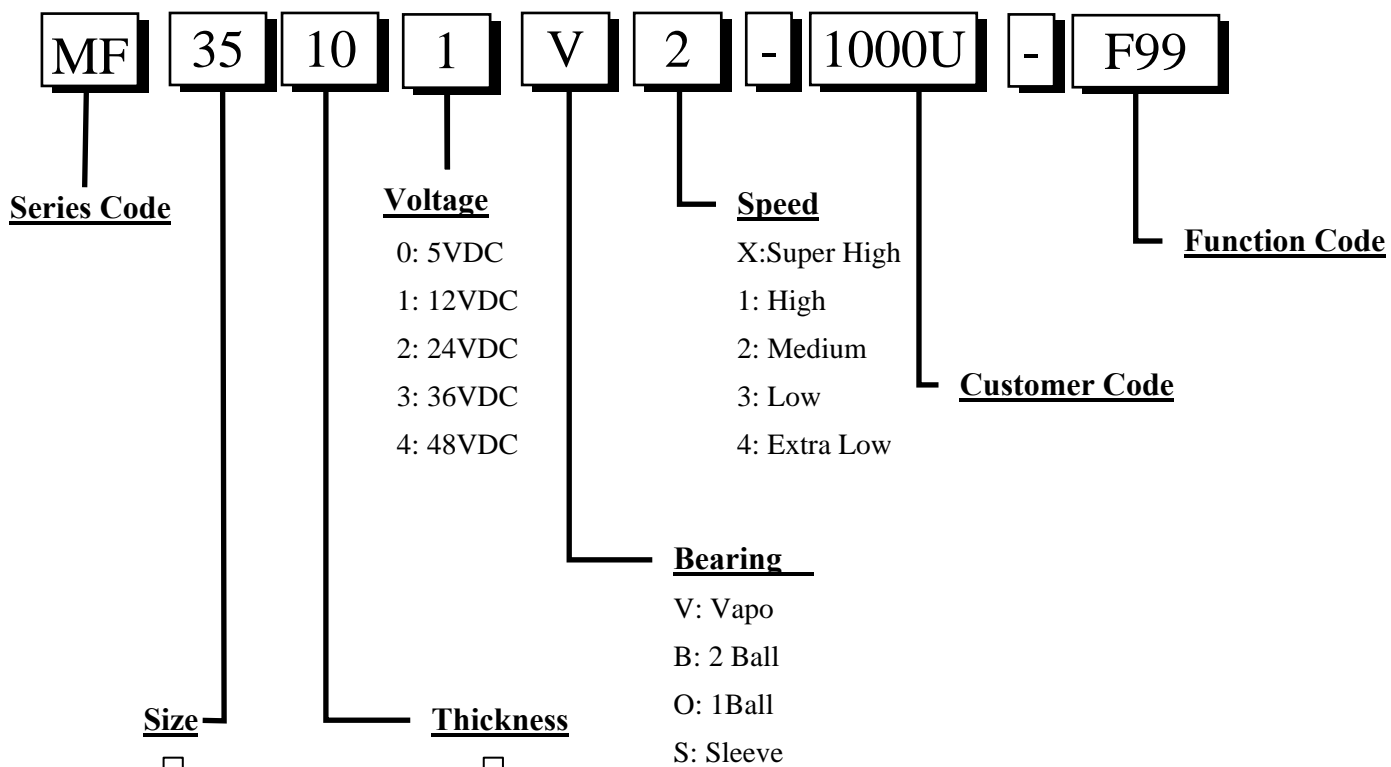 MF 35 10 1 V 2 - 1000U - F99
Series Code
Voltage
0: 5VDC
1: 12VDC
2: 24VDC
3: 36VDC
4: 48VDC
Speed
X:Super High
1: High
2: Medium
3: Low
4: Extra Low
Function Code
Customer Code
Bearing
V: Vapo
B: 2 Ball
O: 1Ball
S: Sleeve
Size
Thickness